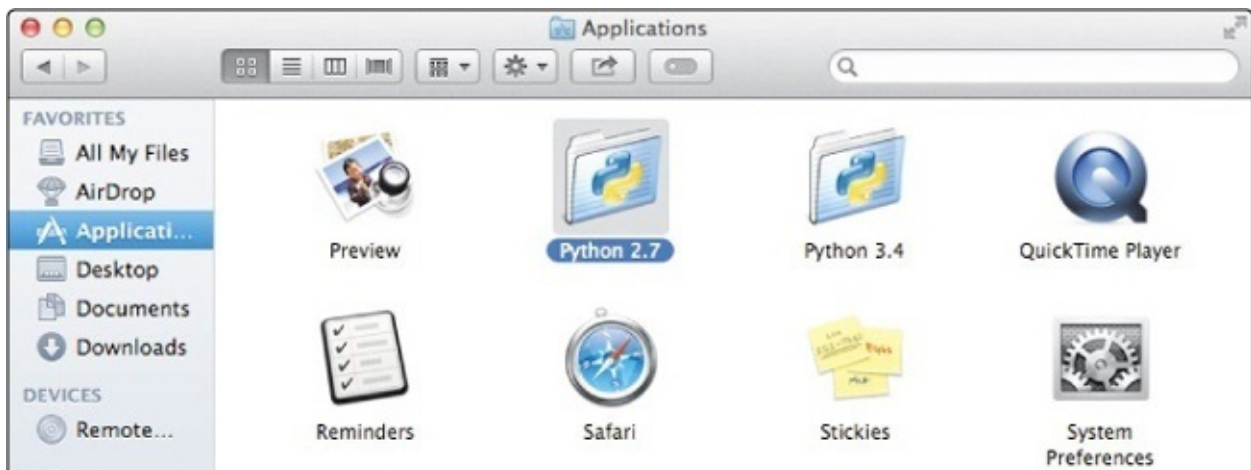 Applications
FAVORITES
All My Files
AirDrop
Applicati...
Desktop
Documents
Downloads
DEVICES
Remote...
Preview
Python 2.7
Python 3.4
QuickTime Player
Reminders
Safari
Stickies
System
Preferences